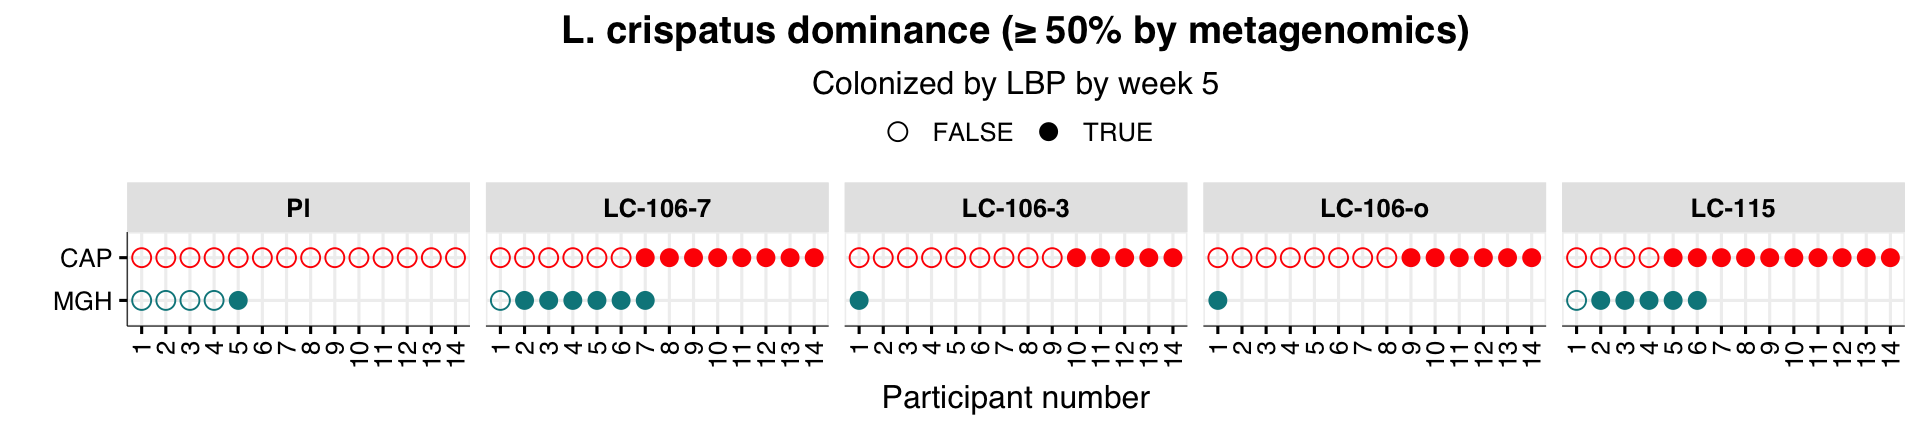 L. crispatus dominance (≥ 50% by metagenomics)
Colonized by LBP by week 5
FALSE TRUE
PI LC-106-7 LC-106-3 LC-106-o LC-115
CAP
MGH
1 2 3 4 5 6 7 8 9 10 11 12 13 14 1 2 3 4 5 6 7 8 9 10 11 12 13 14 1 2 3 4 5 6 7 8 9 10 11 12 13 14 1 2 3 4 5 6 7 8 9 10 11 12 13 14 1 2 3 4 5 6 7 8 9 10 11 12 13 14
Participant number